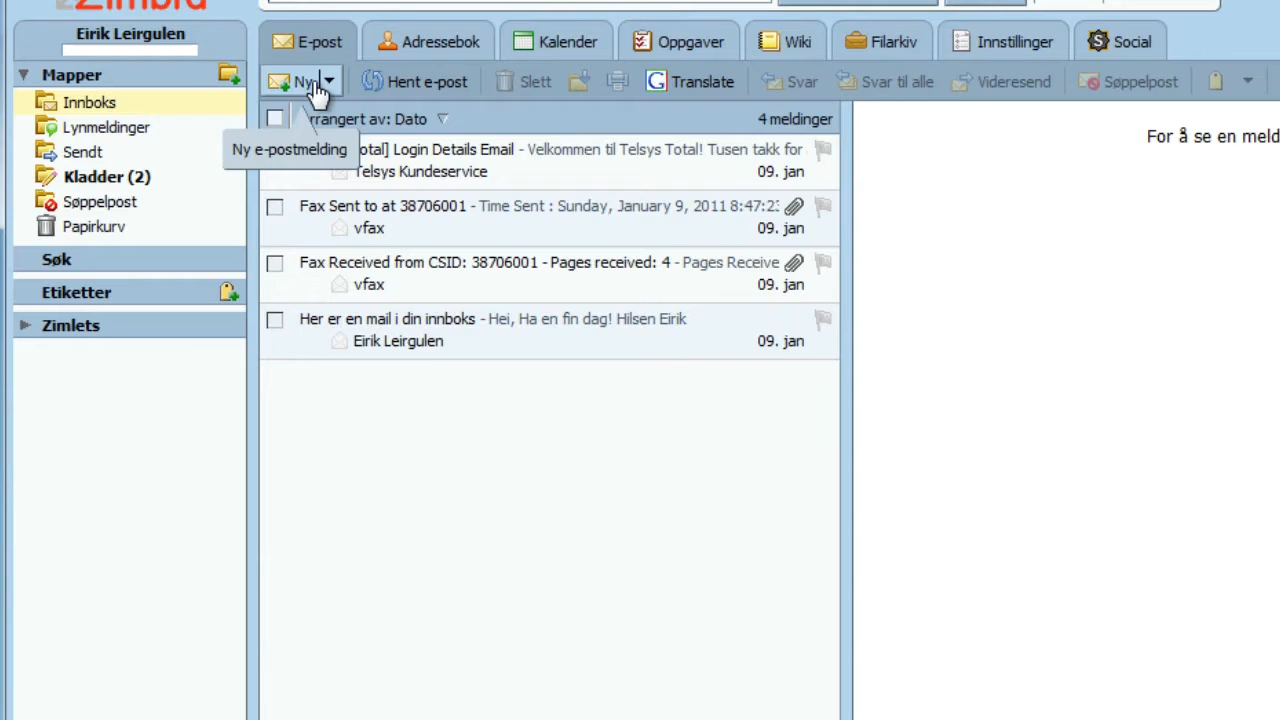 Zimbra
Eirik Leirgulen
E-post Adressebok Kalender Oppgaver Wiki Filarkiv Innstillinger Social
Mapper
Ny Hent e-post Slett Translate Svar Svar til alle Videresend Søppelpost
Innboks
Lynmeldinger
Sendt
Kladder (2)
Søppelpost
Papirkurv
Søk
Etiketter
Zimlets
Ny e-postmelding
rrangert av: Dato 4 meldinger
otal] Login Details Email - Velkommen til Telsys Total! Tusen takk for
Telsys Kundeservice 09. jan
Fax Sent to at 38706001 - Time Sent : Sunday, January 9, 2011 8:47:23
vfax 09. jan
Fax Received from CSID: 38706001 - Pages received: 4 - Pages Receive
vfax 09. jan
Her er en mail i din innboks - Hei, Ha en fin dag! Hilsen Eirik
Eirik Leirgulen 09. jan
For å se en meld